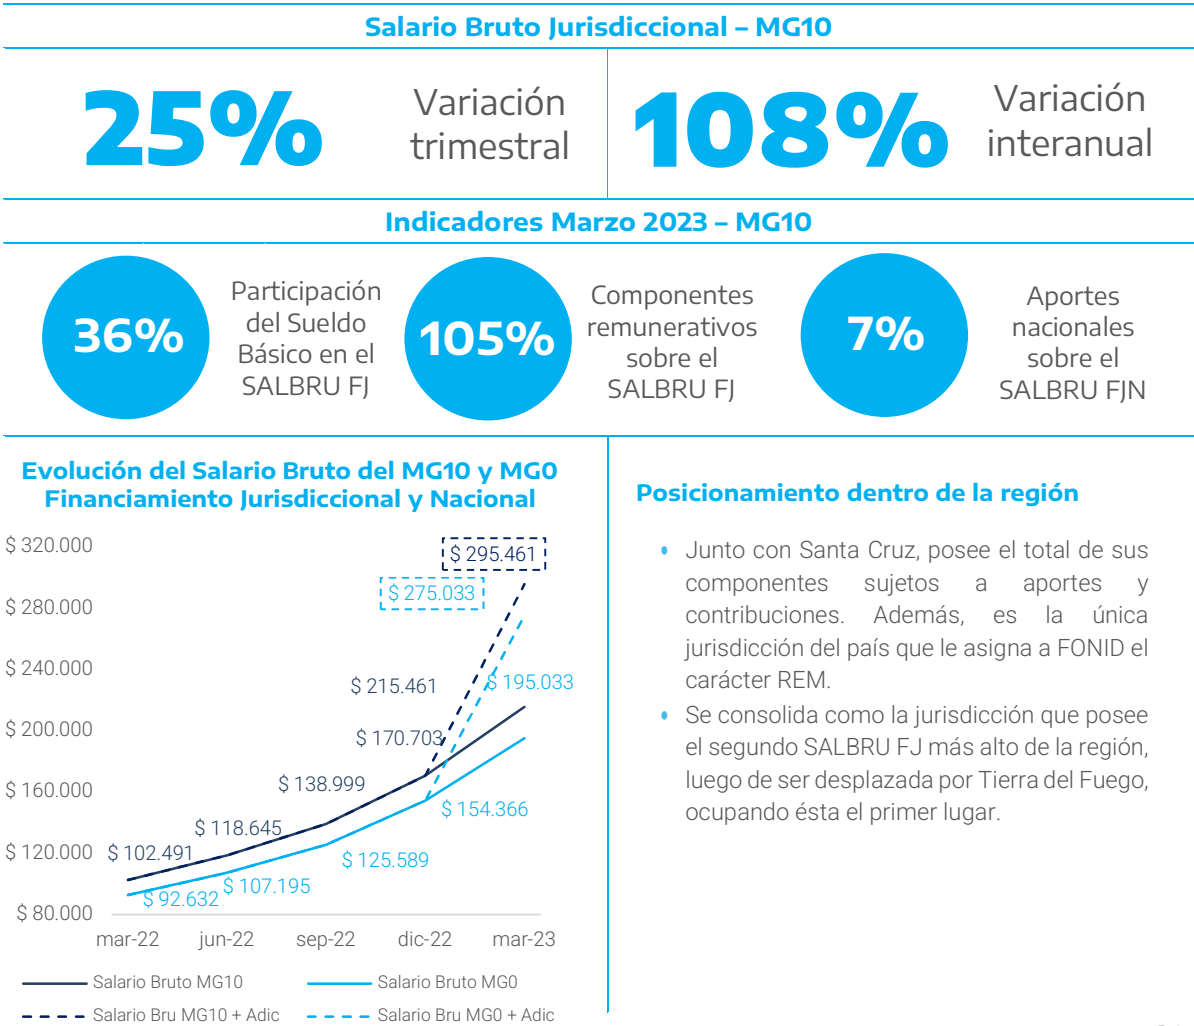 Salario Bruto Jurisdiccional – MG10
25%
Variación
trimestral
108%
Variación
interanual
Indicadores Marzo 2023 – MG10
36%
Participación
del Sueldo
Básico en el
SALBRU FJ
105%
Componentes
remunerativos
sobre el
SALBRU FJ
7%
Aportes
nacionales
sobre el
SALBRU FJN
Evolución del Salario Bruto del MG10 y MG0
Financiamiento Jurisdiccional y Nacional
$ 320.000
$ 280.000
$ 240.000
$ 200.000
$ 160.000
$ 120.000
$ 80.000
$ 295.461
$ 275.033
$ 215.461
$ 195.033
$ 170.703
$ 138.999
$ 154.366
$ 118.645
$ 102.491
$ 125.589
$ 107.195
$ 92.632
mar-22
jun-22
sep-22
dic-22
mar-23
Salario Bruto MG10
Salario Bruto MG0
Salario Bru MG10 + Adic
Salario Bru MG0 + Adic
Posicionamiento dentro de la región
• Junto con Santa Cruz, posee el total de sus
componentes sujetos a aportes y
contribuciones. Además, es la única
jurisdicción del país que le asigna a FONID el
carácter REM.
• Se consolida como la jurisdicción que posee
el segundo SALBRU FJ más alto de la región,
luego de ser desplazada por Tierra del Fuego,
ocupando ésta el primer lugar.